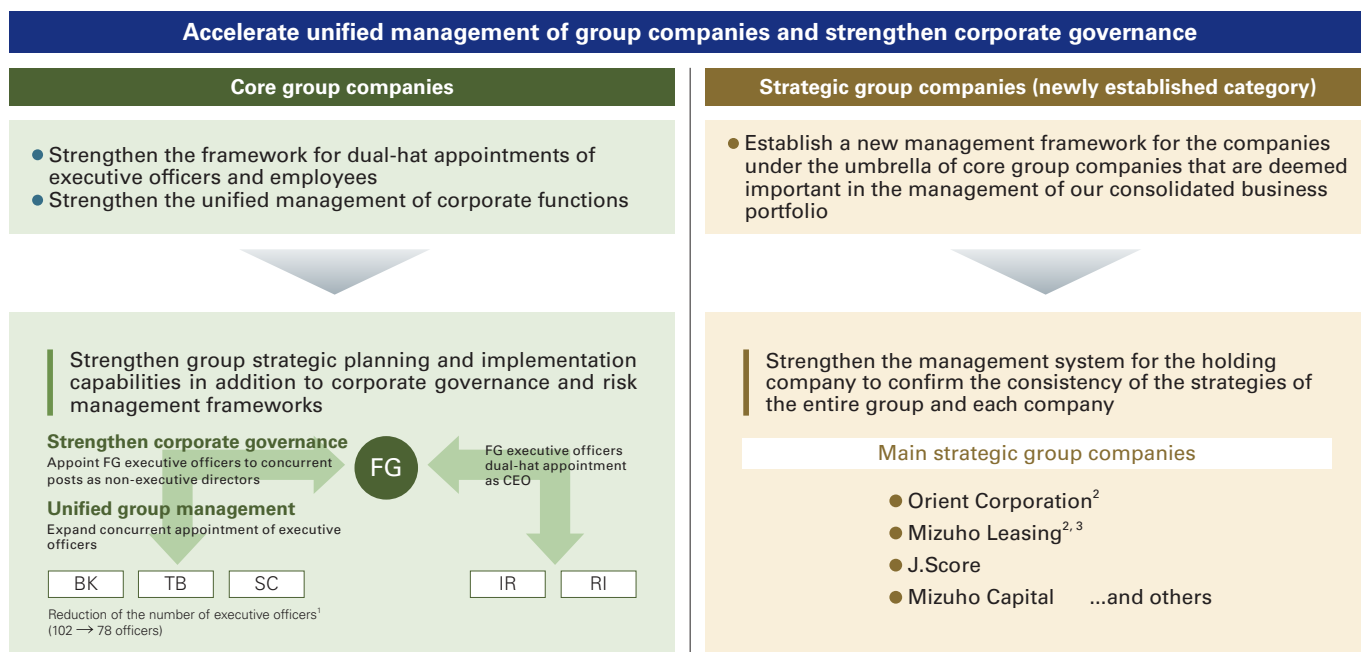 Accelerate unified management of group companies and strengthen corporate governance
Core group companies
● Strengthen the framework for dual-hat appointments of
executive officers and employees
● Strengthen the unified management of corporate functions
Strengthen group strategic planning and implementation
capabilities in addition to corporate governance and risk
management frameworks
Strengthen corporate governance
Appoint FG executive officers to concurrent
posts as non-executive directors
Unified group management
Expand concurrent appointment of executive
officers
FG
FG executive officers
dual-hat appointment
as CEO
BK TB SC IR RI
Reduction of the number of executive officers¹
(102 → 78 officers)
Strategic group companies (newly established category)
● Establish a new management framework for the companies
under the umbrella of core group companies that are deemed
important in the management of our consolidated business
portfolio
Strengthen the management system for the holding
company to confirm the consistency of the strategies of
the entire group and each company
Main strategic group companies
● Orient Corporation²
● Mizuho Leasing²,³
● J.Score
● Mizuho Capital ...and others